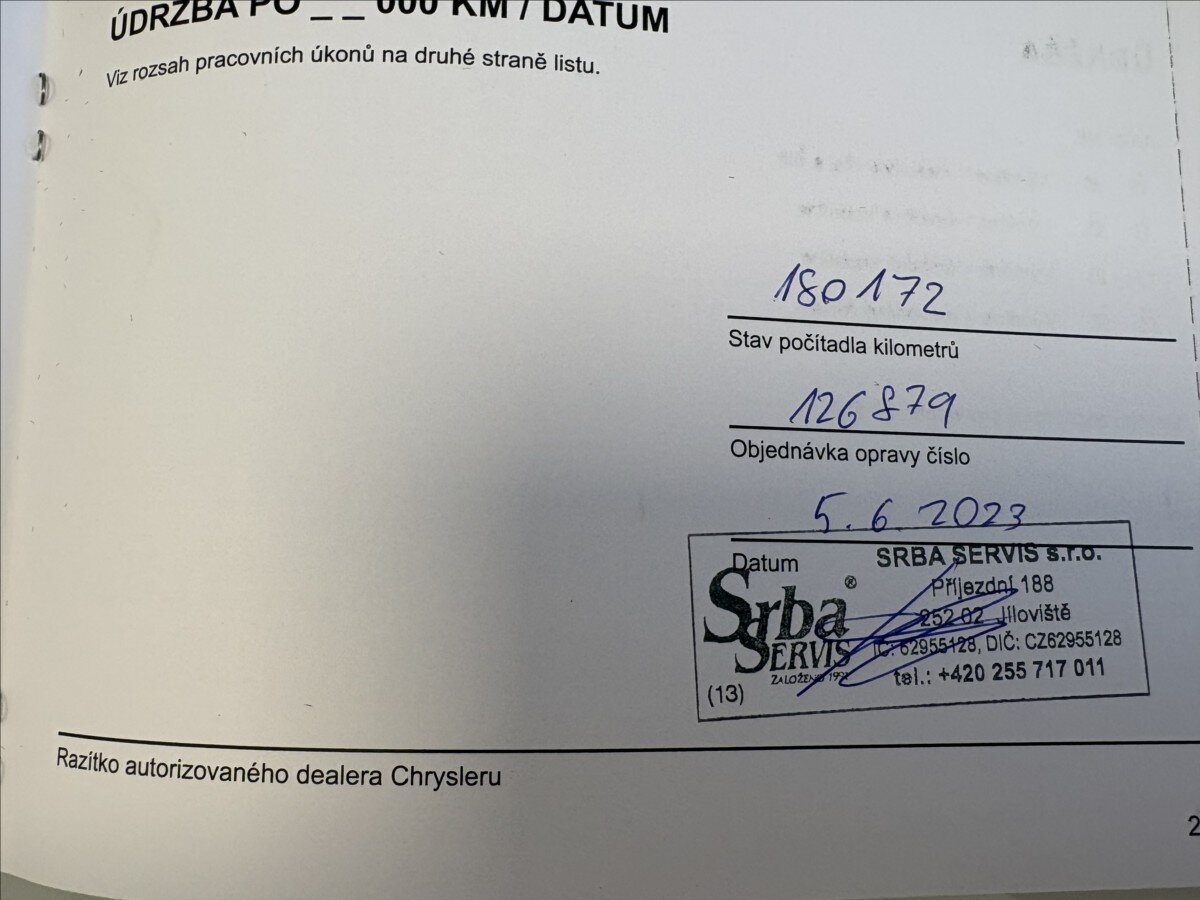 ÚDRŽBA PO _ _ 000 KM / DATUM
Viz rozsah pracovních úkonů na druhé straně listu.
180172
Stav počítadla kilometrů
126879
Objednávka opravy číslo
5.6.2023
Datum
Srba
SERVIS
ZALOŽENO
(13)
SRBA SERVIS s.r.o.
Příjezdní 188
252 02 Jíloviště
IČ: 62955128, DIČ: CZ62955128
tel.: +420 255 717 011
Razítko autorizovaného dealera Chrysleru
2